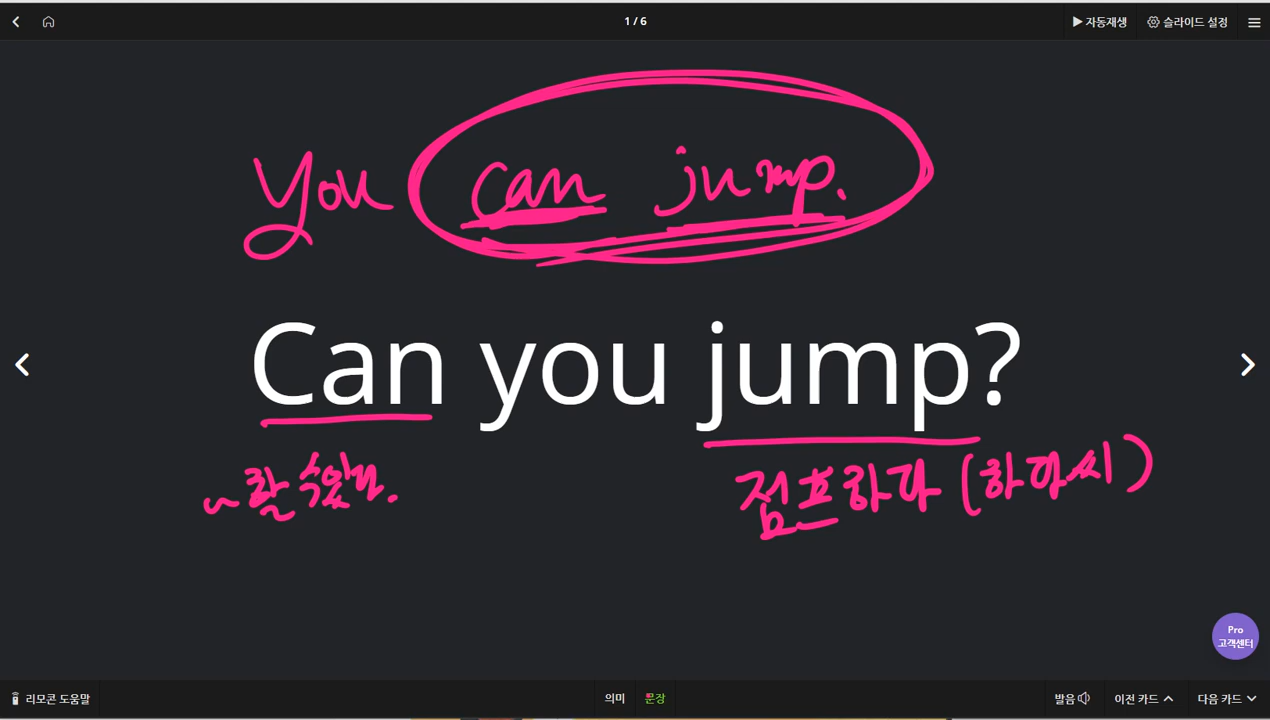 1 / 6
자동재생
슬라이드 설정
You can jump.
Can you jump?
~할 수 있다.
점프하다 (하마씨)
Pro
고객센터
리모콘 도움말
의미
문장
발음
이전 카드
다음 카드